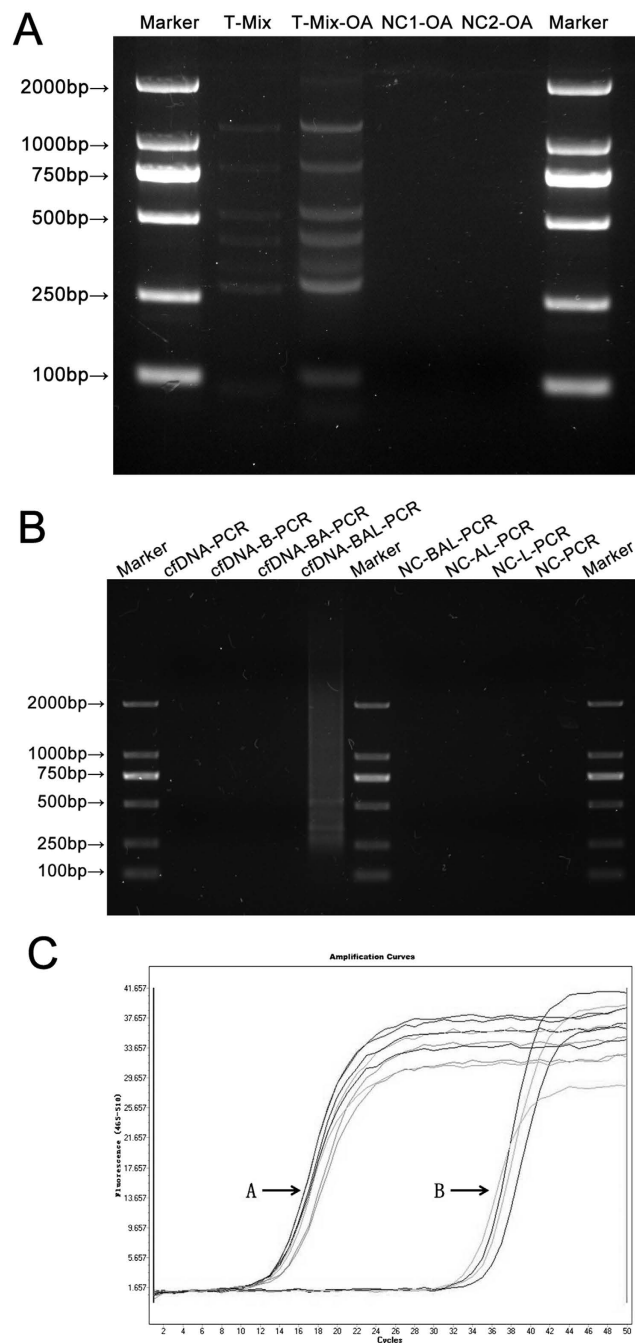 A
Marker T-Mix T-Mix-OA NC1-OA NC2-OA Marker
2000bp→
1000bp→
750bp→
500bp→
250bp→
100bp→
B
Marker cfDNA-PCR cfDNA-B-PCR cfDNA-BA-PCR cfDNA-BAL-PCR Marker NC-BAL-PCR NC-AL-PCR NC-L-PCR NC-PCR Marker
2000bp→
1000bp→
750bp→
500bp→
250bp→
100bp→
C
Amplification Curves
41.657
37.657
33.657
29.657
25.657
21.657
17.657
13.657
9.657
5.657
1.657
Fluorescence (465-510)
A
B
2 4 6 8 10 12 14 16 18 20 22 24 26 28 30 32 34 36 38 40 42 44 46 48 50
Cycles